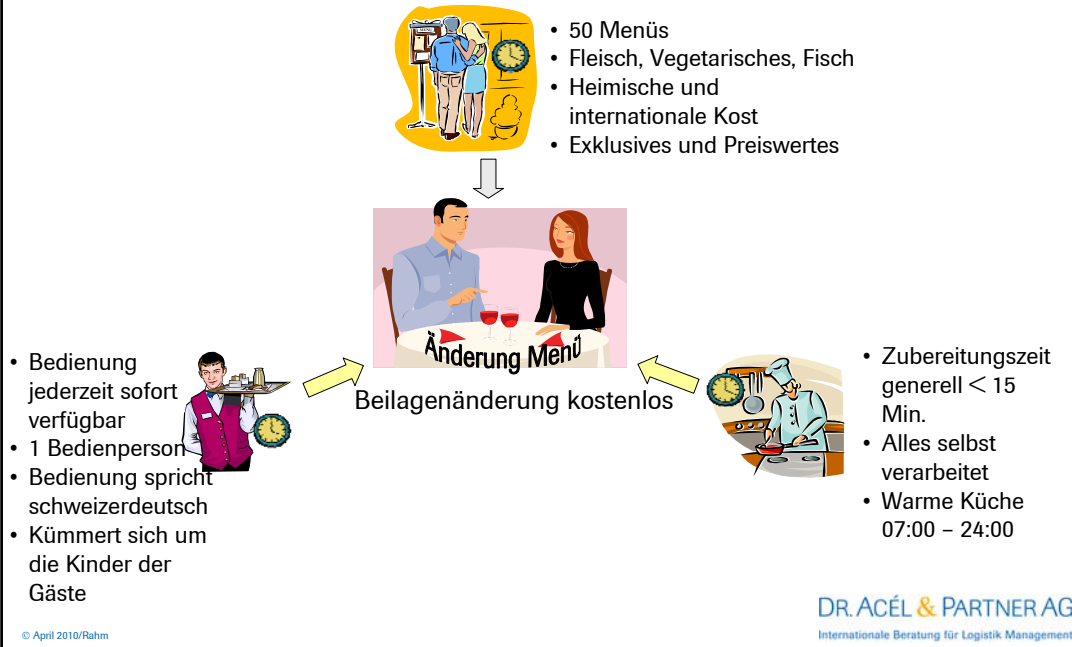 MENU
• 50 Menüs
• Fleisch, Vegetarisches, Fisch
• Heimische und
internationale Kost
• Exklusives und Preiswertes
Änderung Menü
Beilagenänderung kostenlos
• Bedienung
jederzeit sofort
verfügbar
• 1 Bedienperson
• Bedienung spricht
schweizerdeutsch
• Kümmert sich um
die Kinder der
Gäste
• Zubereitungszeit
generell < 15
Min.
• Alles selbst
verarbeitet
• Warme Küche
07:00 – 24:00
© April 2010/Rahm
DR. ACÉL & PARTNER AG
Internationale Beratung für Logistik Management